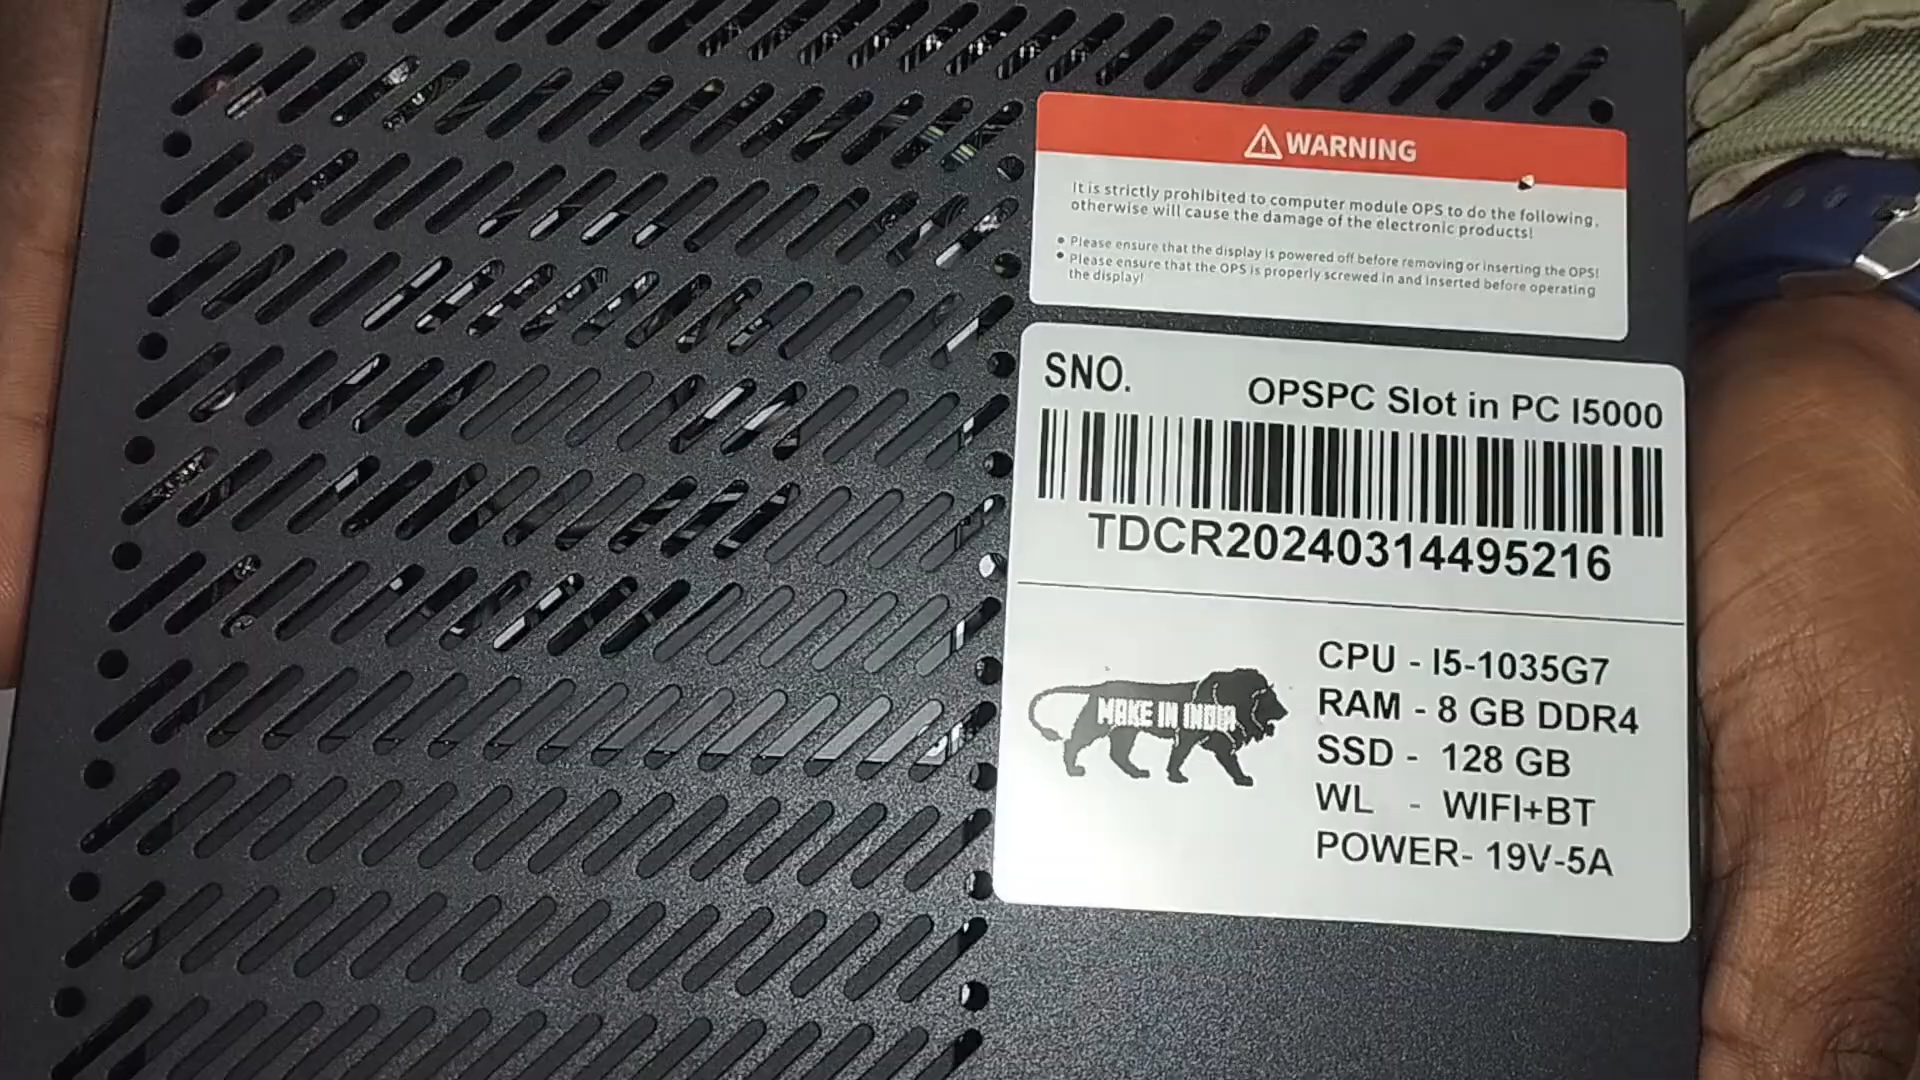 WARNING
It is strictly prohibited to computer module OPS to do the following,
otherwise will cause the damage of the electronic products!
• Please ensure that the display is powered off before removing or inserting the OPS!
• Please ensure that the OPS is properly screwed in and inserted before operating
the display!
SNO.
OPSPC Slot in PC I5000
TDCR20240314495216
MAKE IN INDIA
CPU - I5-1035G7
RAM - 8 GB DDR4
SSD - 128 GB
WL - WIFI+BT
POWER- 19V-5A